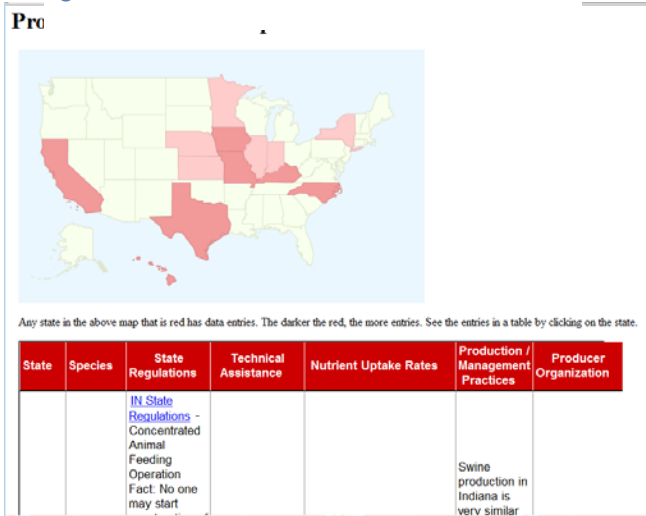 Pro
Any state in the above map that is red has data entries. The darker the red, the more entries. See the entries in a table by clicking on the state.
State Species State Regulations Technical Assistance Nutrient Uptake Rates Production / Management Practices Producer Organization
IN State
Regulations -
Concentrated
Animal
Feeding
Operation
Fact: No one
may start
Swine
production in
Indiana is
very similar